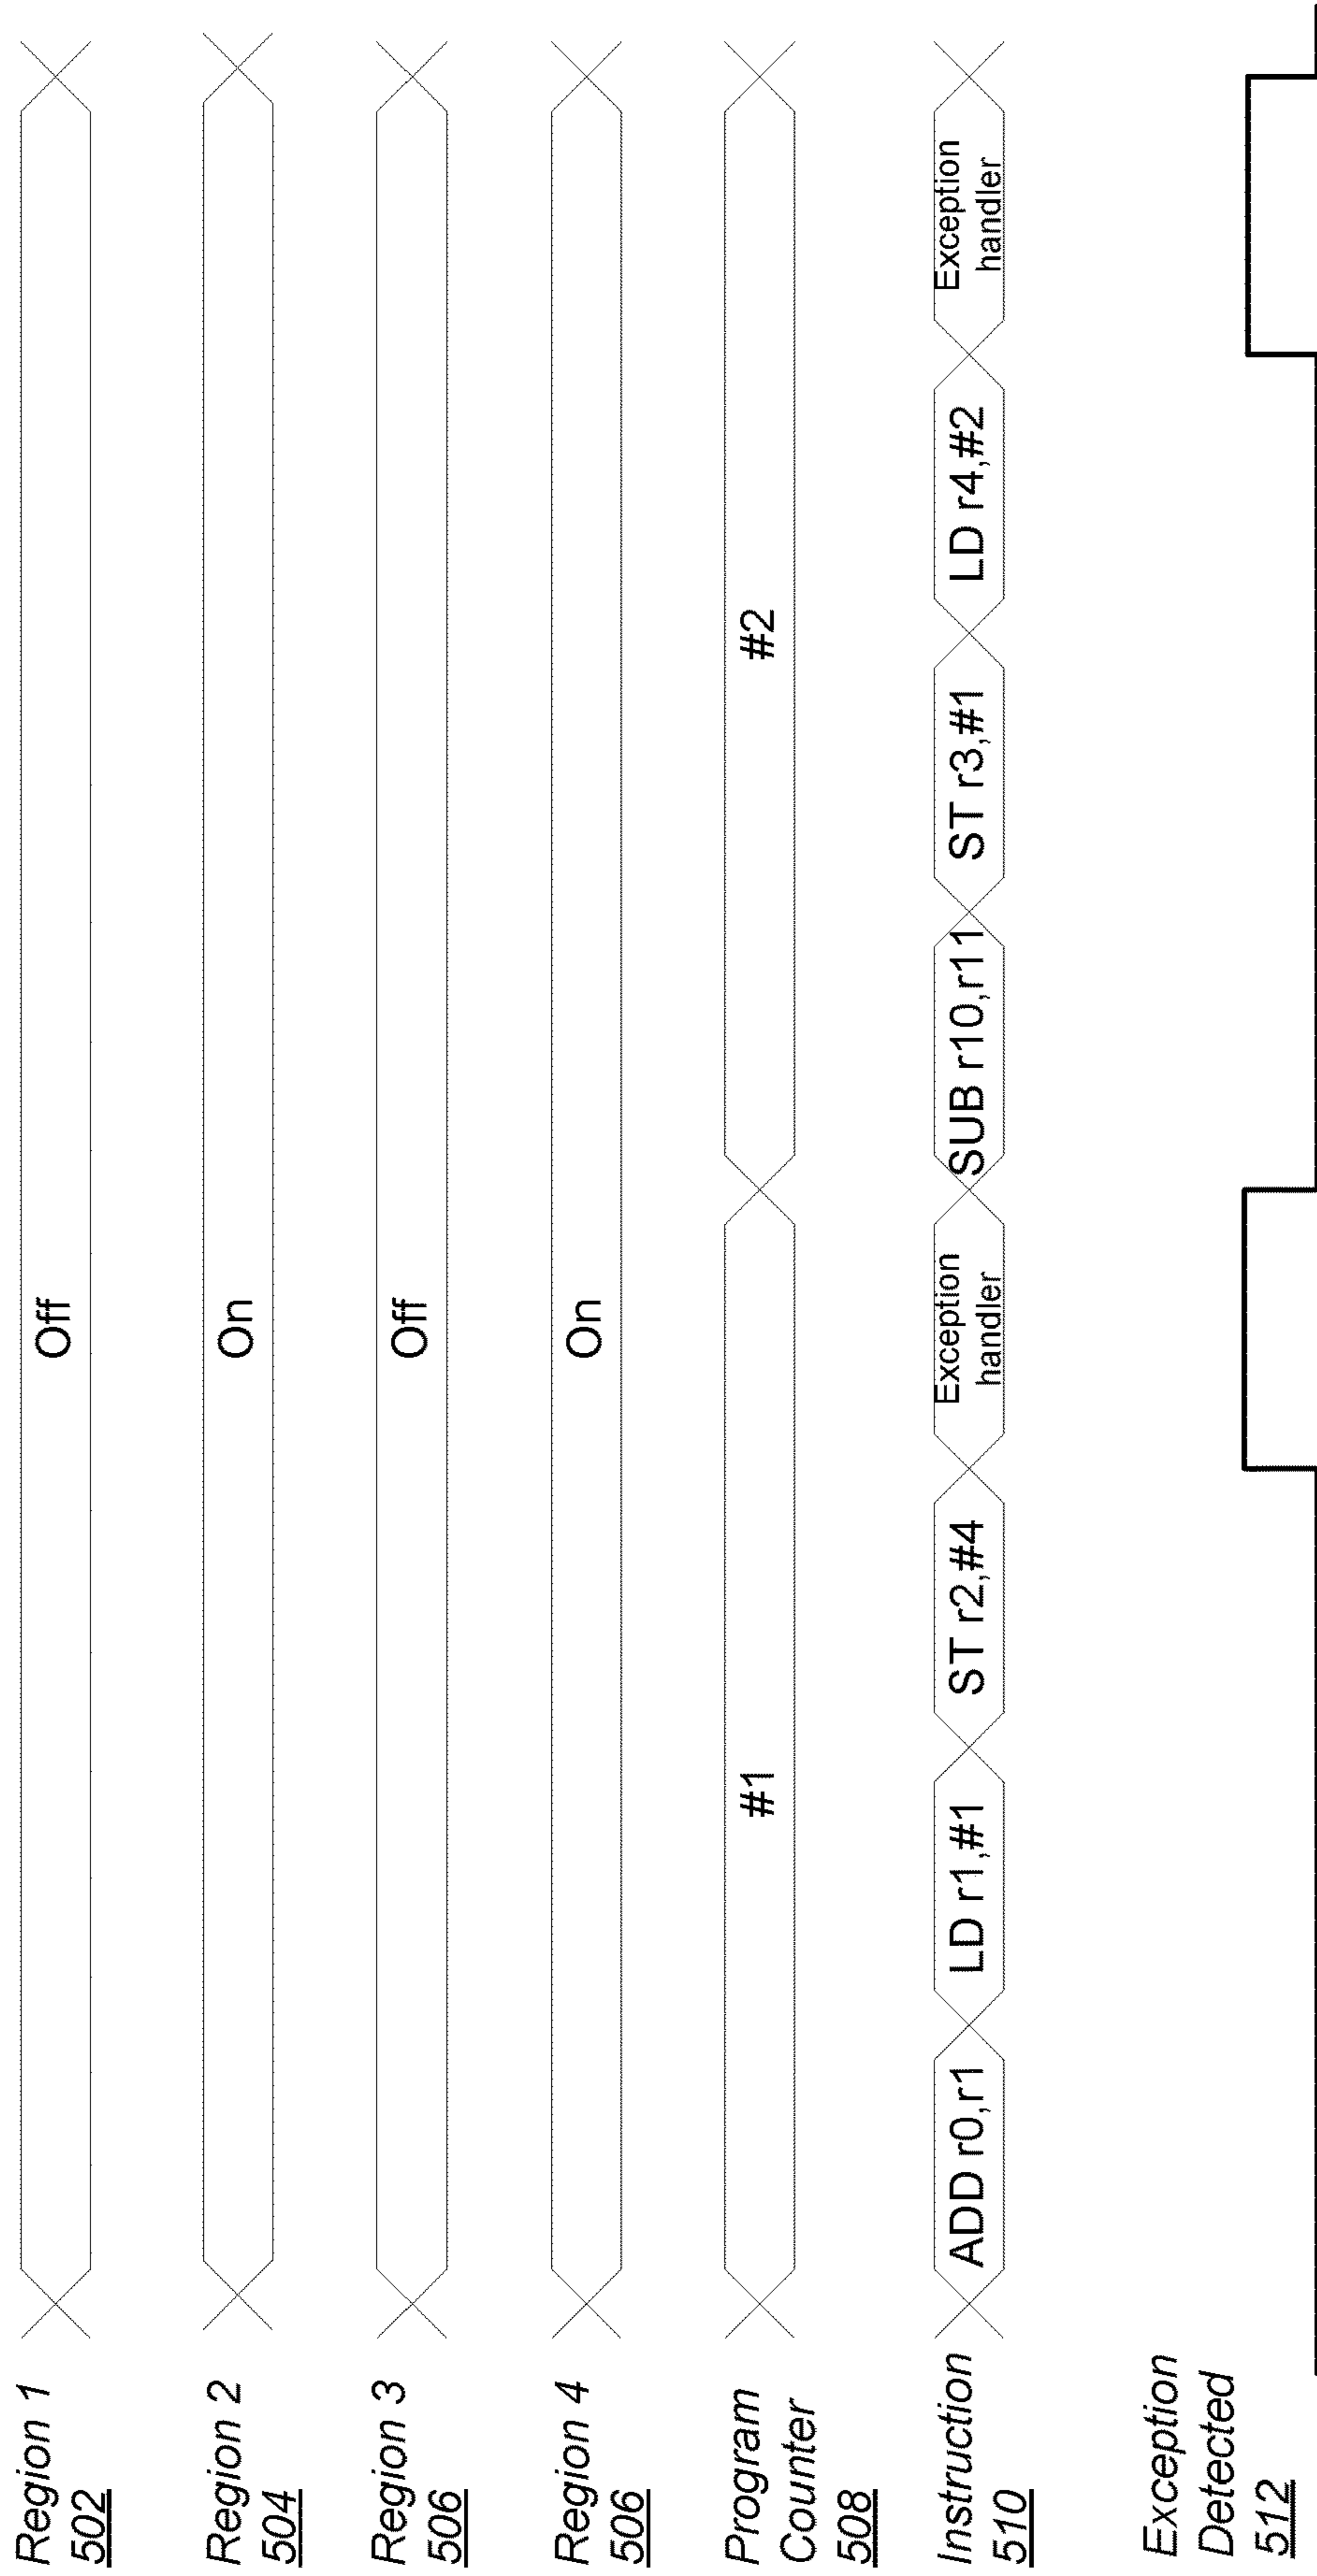 Region 1
502
Off
Region 2
504
On
Region 3
506
Off
Region 4
506
On
Program
Counter
508
#1
#2
Instruction
510
ADD r0,r1
LD r1,#1
ST r2,#4
Exception
handler
SUB r10,r11
ST r3,#1
LD r4,#2
Exception
handler
Exception
Detected
512